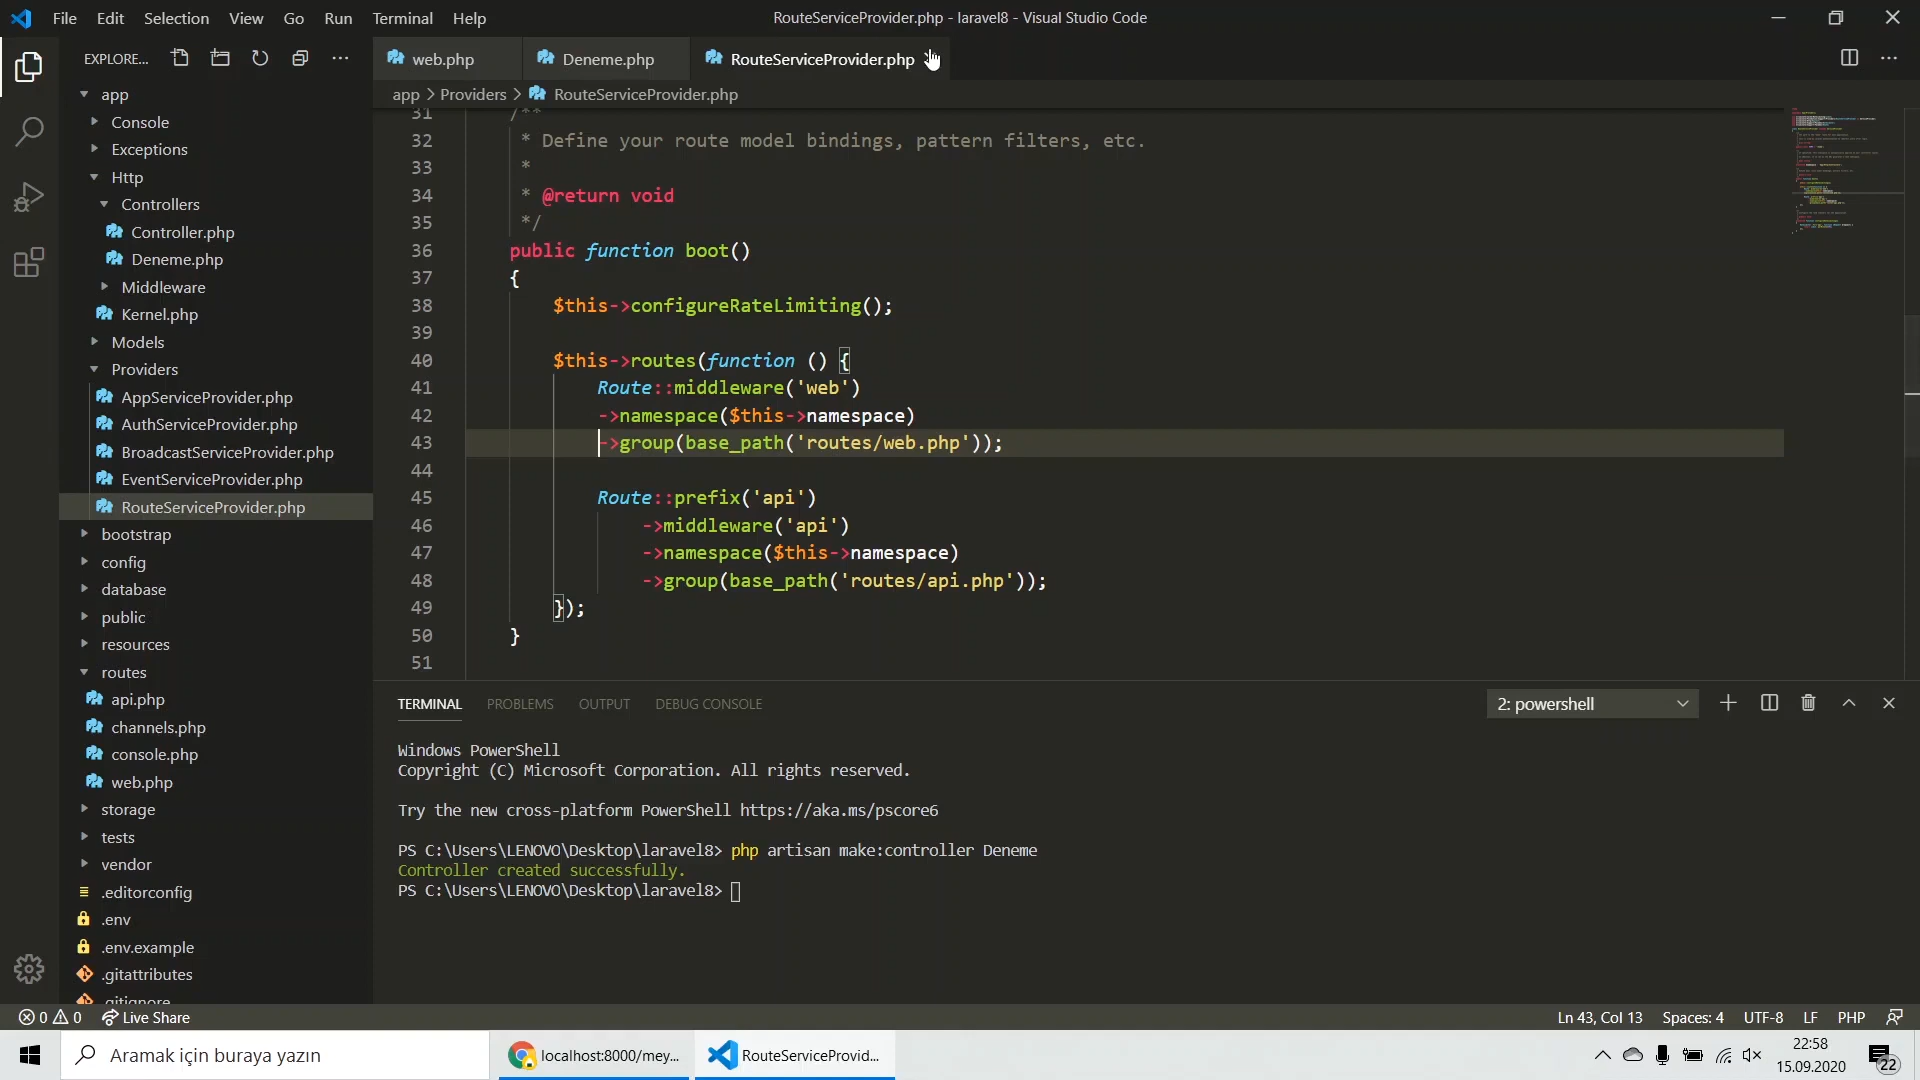 File Edit Selection View Go Run Terminal Help
RouteServiceProvider.php - laravel8 - Visual Studio Code
EXPLORE...
web.php
Deneme.php
RouteServiceProvider.php
app > Providers > RouteServiceProvider.php
app
Console
Exceptions
Http
Controllers
Controller.php
Deneme.php
Middleware
Kernel.php
Models
Providers
AppServiceProvider.php
AuthServiceProvider.php
BroadcastServiceProvider.php
EventServiceProvider.php
RouteServiceProvider.php
bootstrap
config
database
public
resources
routes
api.php
channels.php
console.php
web.php
storage
tests
vendor
.editorconfig
.env
.env.example
.gitattributes
.gitignore
31 /**
32 * Define your route model bindings, pattern filters, etc.
33 *
34 * @return void
35 */
36 public function boot()
37 {
38 $this->configureRateLimiting();
39
40 $this->routes(function () {
41 Route::middleware('web')
42 ->namespace($this->namespace)
43 ->group(base_path('routes/web.php'));
44
45 Route::prefix('api')
46 ->middleware('api')
47 ->namespace($this->namespace)
48 ->group(base_path('routes/api.php'));
49 });
50 }
51
TERMINAL PROBLEMS OUTPUT DEBUG CONSOLE
2: powershell
Windows PowerShell
Copyright (C) Microsoft Corporation. All rights reserved.
Try the new cross-platform PowerShell https://aka.ms/pscore6
PS C:\Users\LENOVO\Desktop\laravel8> php artisan make:controller Deneme
Controller created successfully.
PS C:\Users\LENOVO\Desktop\laravel8>
0 0 Live Share
Ln 43, Col 13 Spaces: 4 UTF-8 LF PHP
Aramak için buraya yazın
localhost:8000/mey...
RouteServiceProvid...
22:58
15.09.2020
22